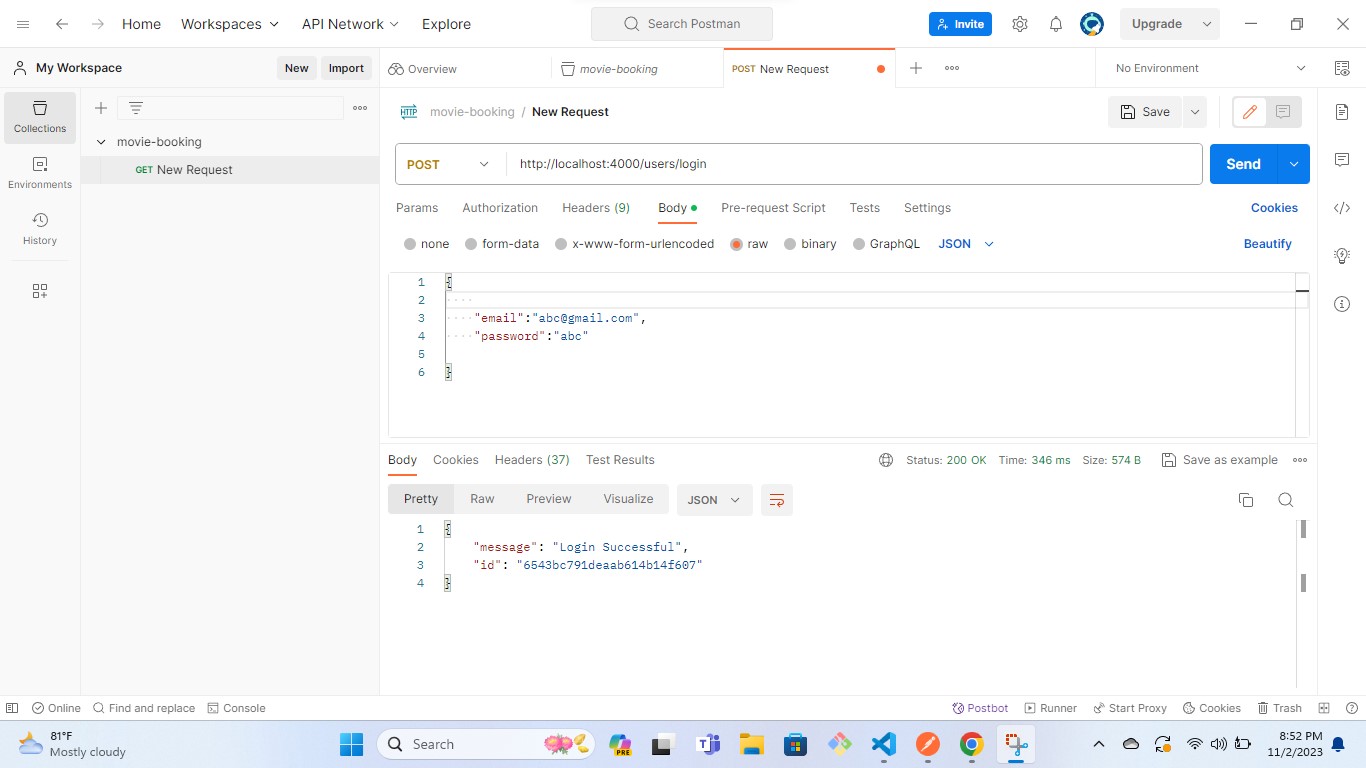 Home Workspaces API Network Explore Search Postman Invite Upgrade
My Workspace New Import Overview movie-booking POST New Request No Environment
Collections
Environments
History
movie-booking
GET New Request
HTTP movie-booking / New Request Save
POST http://localhost:4000/users/login Send
Params Authorization Headers (9) Body Pre-request Script Tests Settings Cookies
none form-data x-www-form-urlencoded raw binary GraphQL JSON Beautify
1 {
2
3 "email":"abc@gmail.com",
4 "password":"abc"
5
6 }
Body Cookies Headers (37) Test Results Status: 200 OK Time: 346 ms Size: 574 B Save as example
Pretty Raw Preview Visualize JSON
1 {
2 "message": "Login Successful",
3 "id": "6543bc791deaab614b14f607"
4 }
Online Find and replace Console Postbot Runner Start Proxy Cookies Trash
81°F
Mostly cloudy
Search
PRE
8:52 PM
11/2/2023